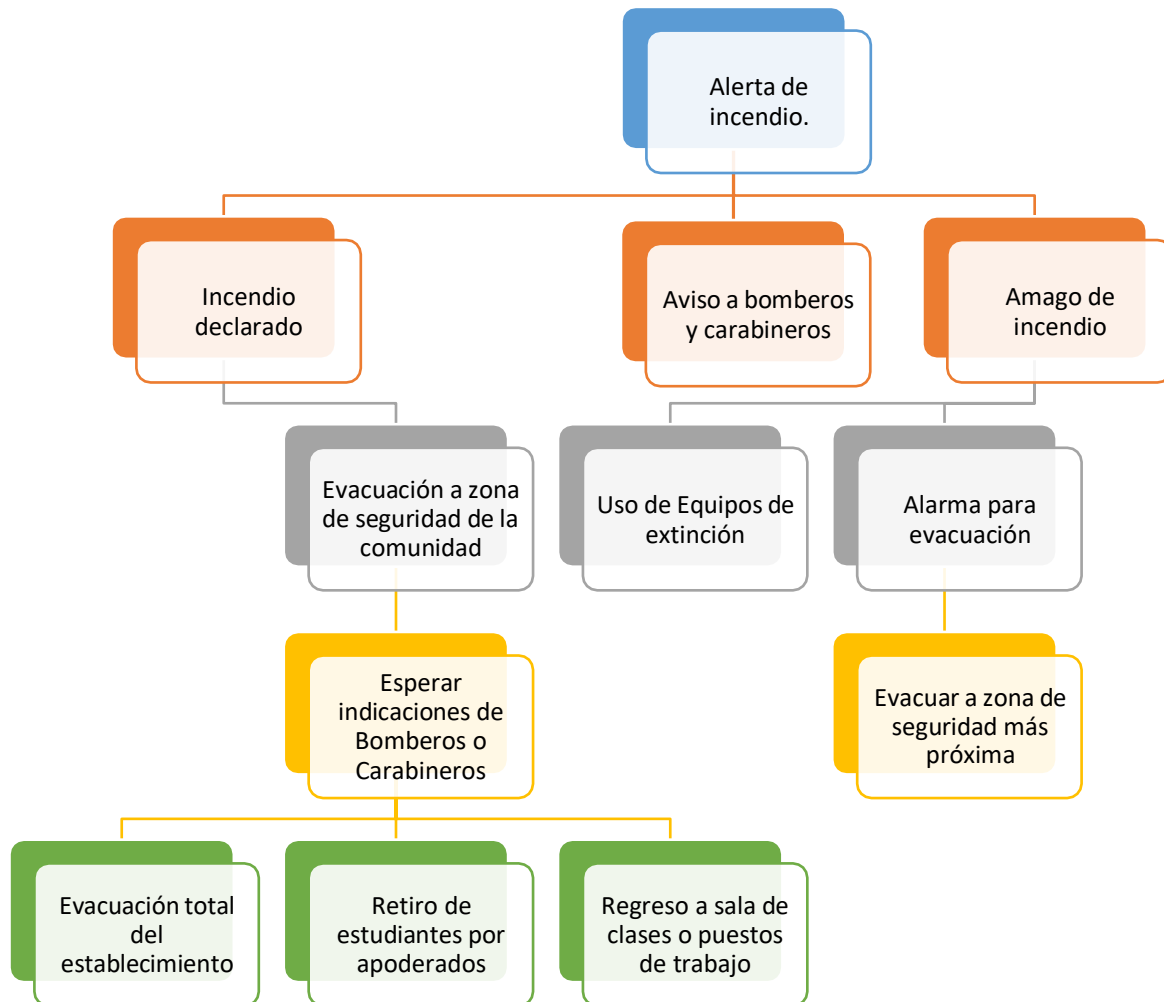 Alerta de
incendio.
Incendio
declarado
Aviso a bomberos
y carabineros
Amago de
incendio
Evacuación a zona
de seguridad de la
comunidad
Uso de Equipos de
extinción
Alarma para
evacuación
Esperar
indicaciones de
Bomberos o
Carabineros
Evacuar a zona de
seguridad más
próxima
Evacuación total
del
establecimiento
Retiro de
estudiantes por
apoderados
Regreso a sala de
clases o puestos
de trabajo